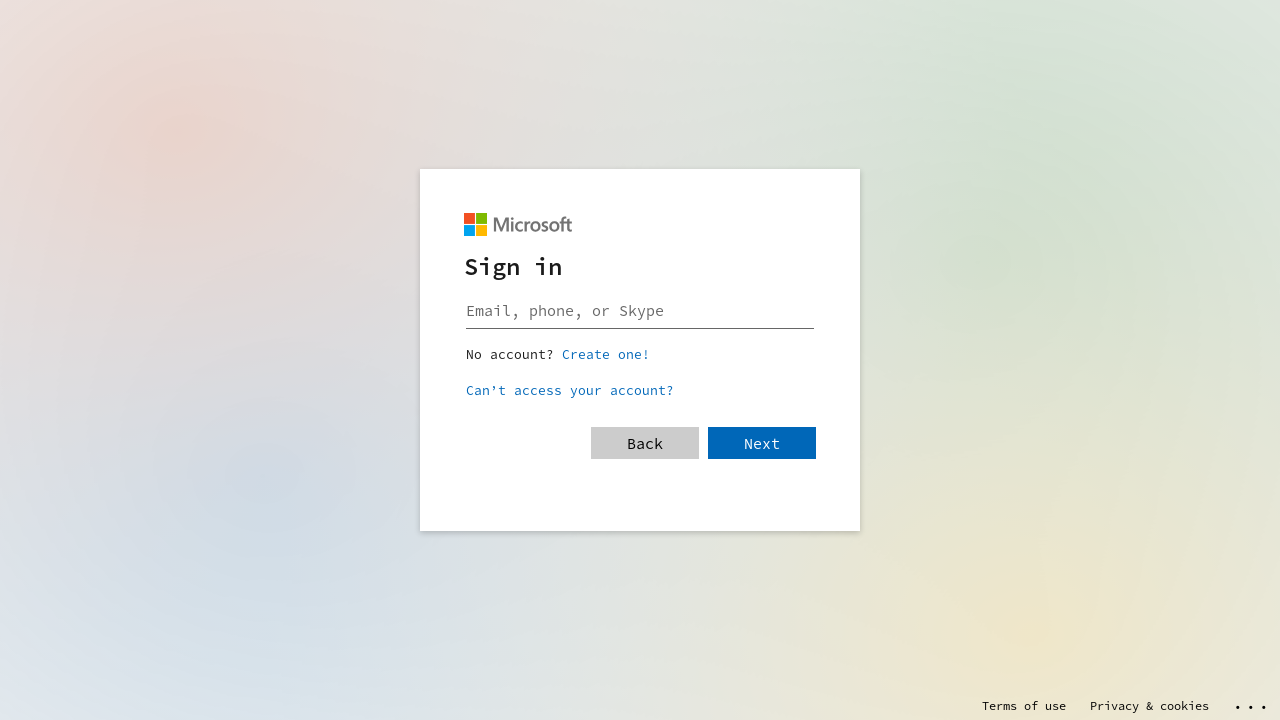 Microsoft
Sign in
Email, phone, or Skype
No account? Create one!
Can’t access your account?
Back Next
Terms of use Privacy & cookies ...